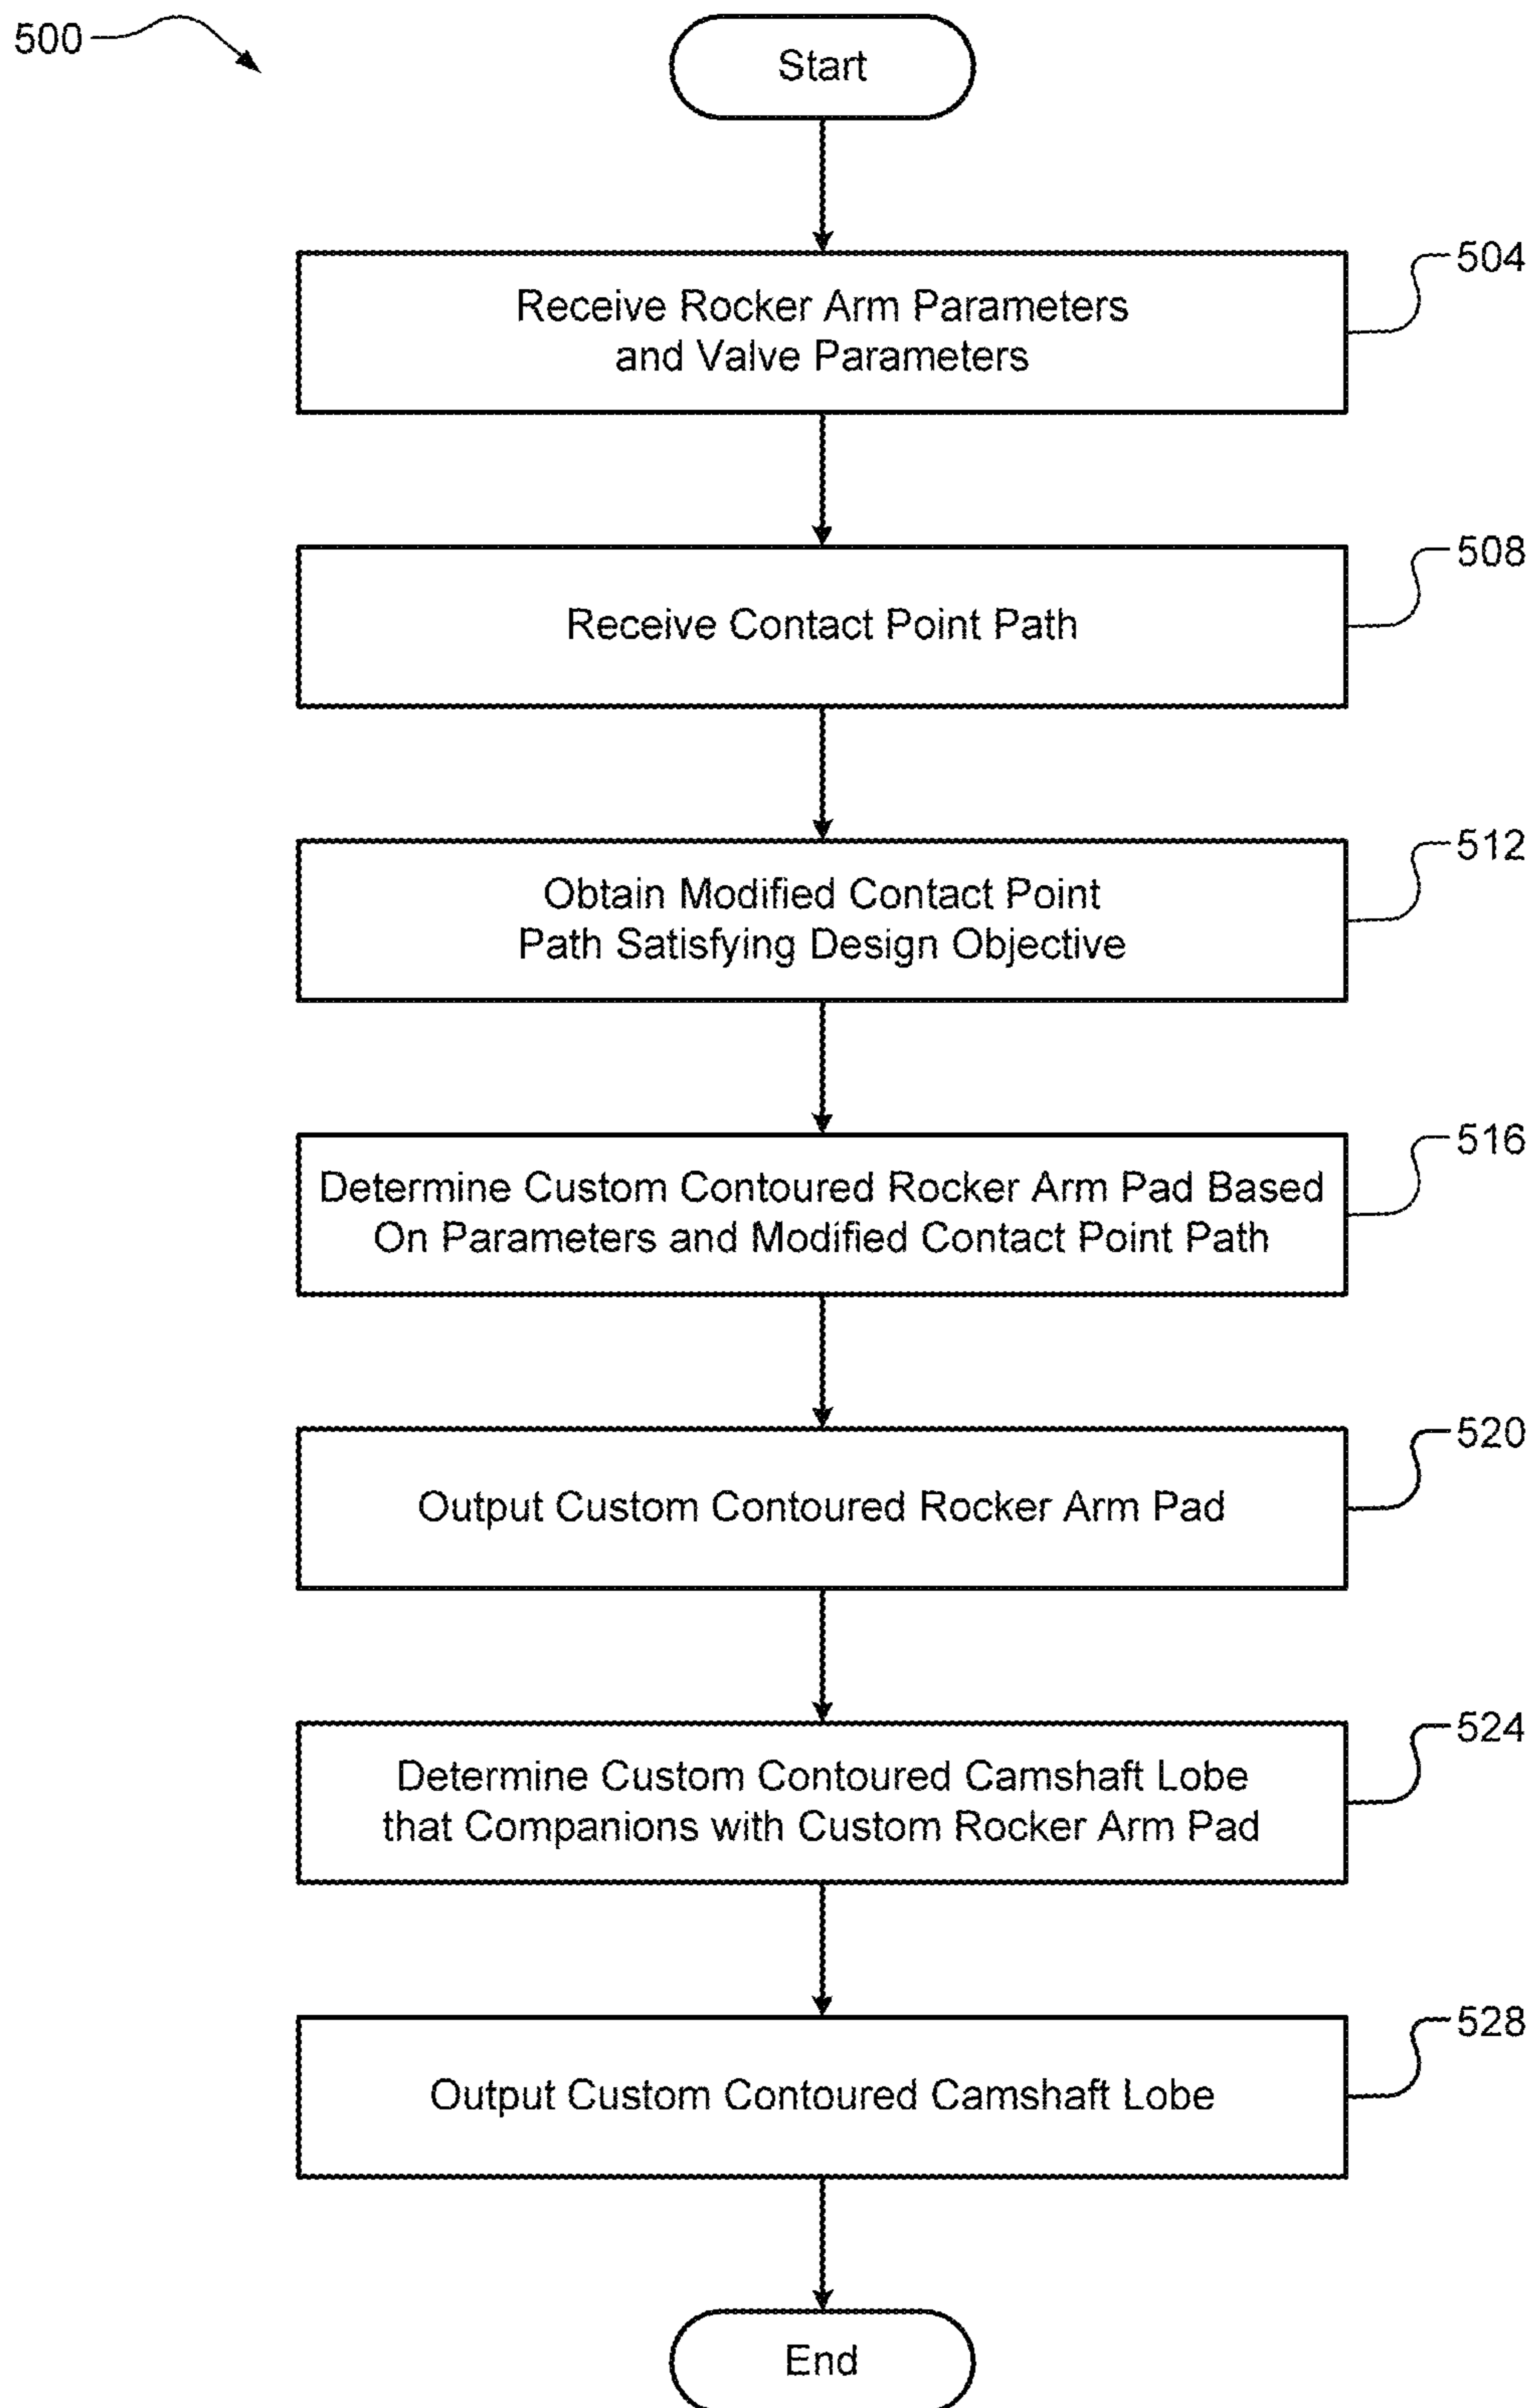 500
Start
504
Receive Rocker Arm Parameters
and Valve Parameters
508
Receive Contact Point Path
512
Obtain Modified Contact Point
Path Satisfying Design Objective
516
Determine Custom Contoured Rocker Arm Pad Based
On Parameters and Modified Contact Point Path
520
Output Custom Contoured Rocker Arm Pad
524
Determine Custom Contoured Camshaft Lobe
that Companions with Custom Rocker Arm Pad
528
Output Custom Contoured Camshaft Lobe
End